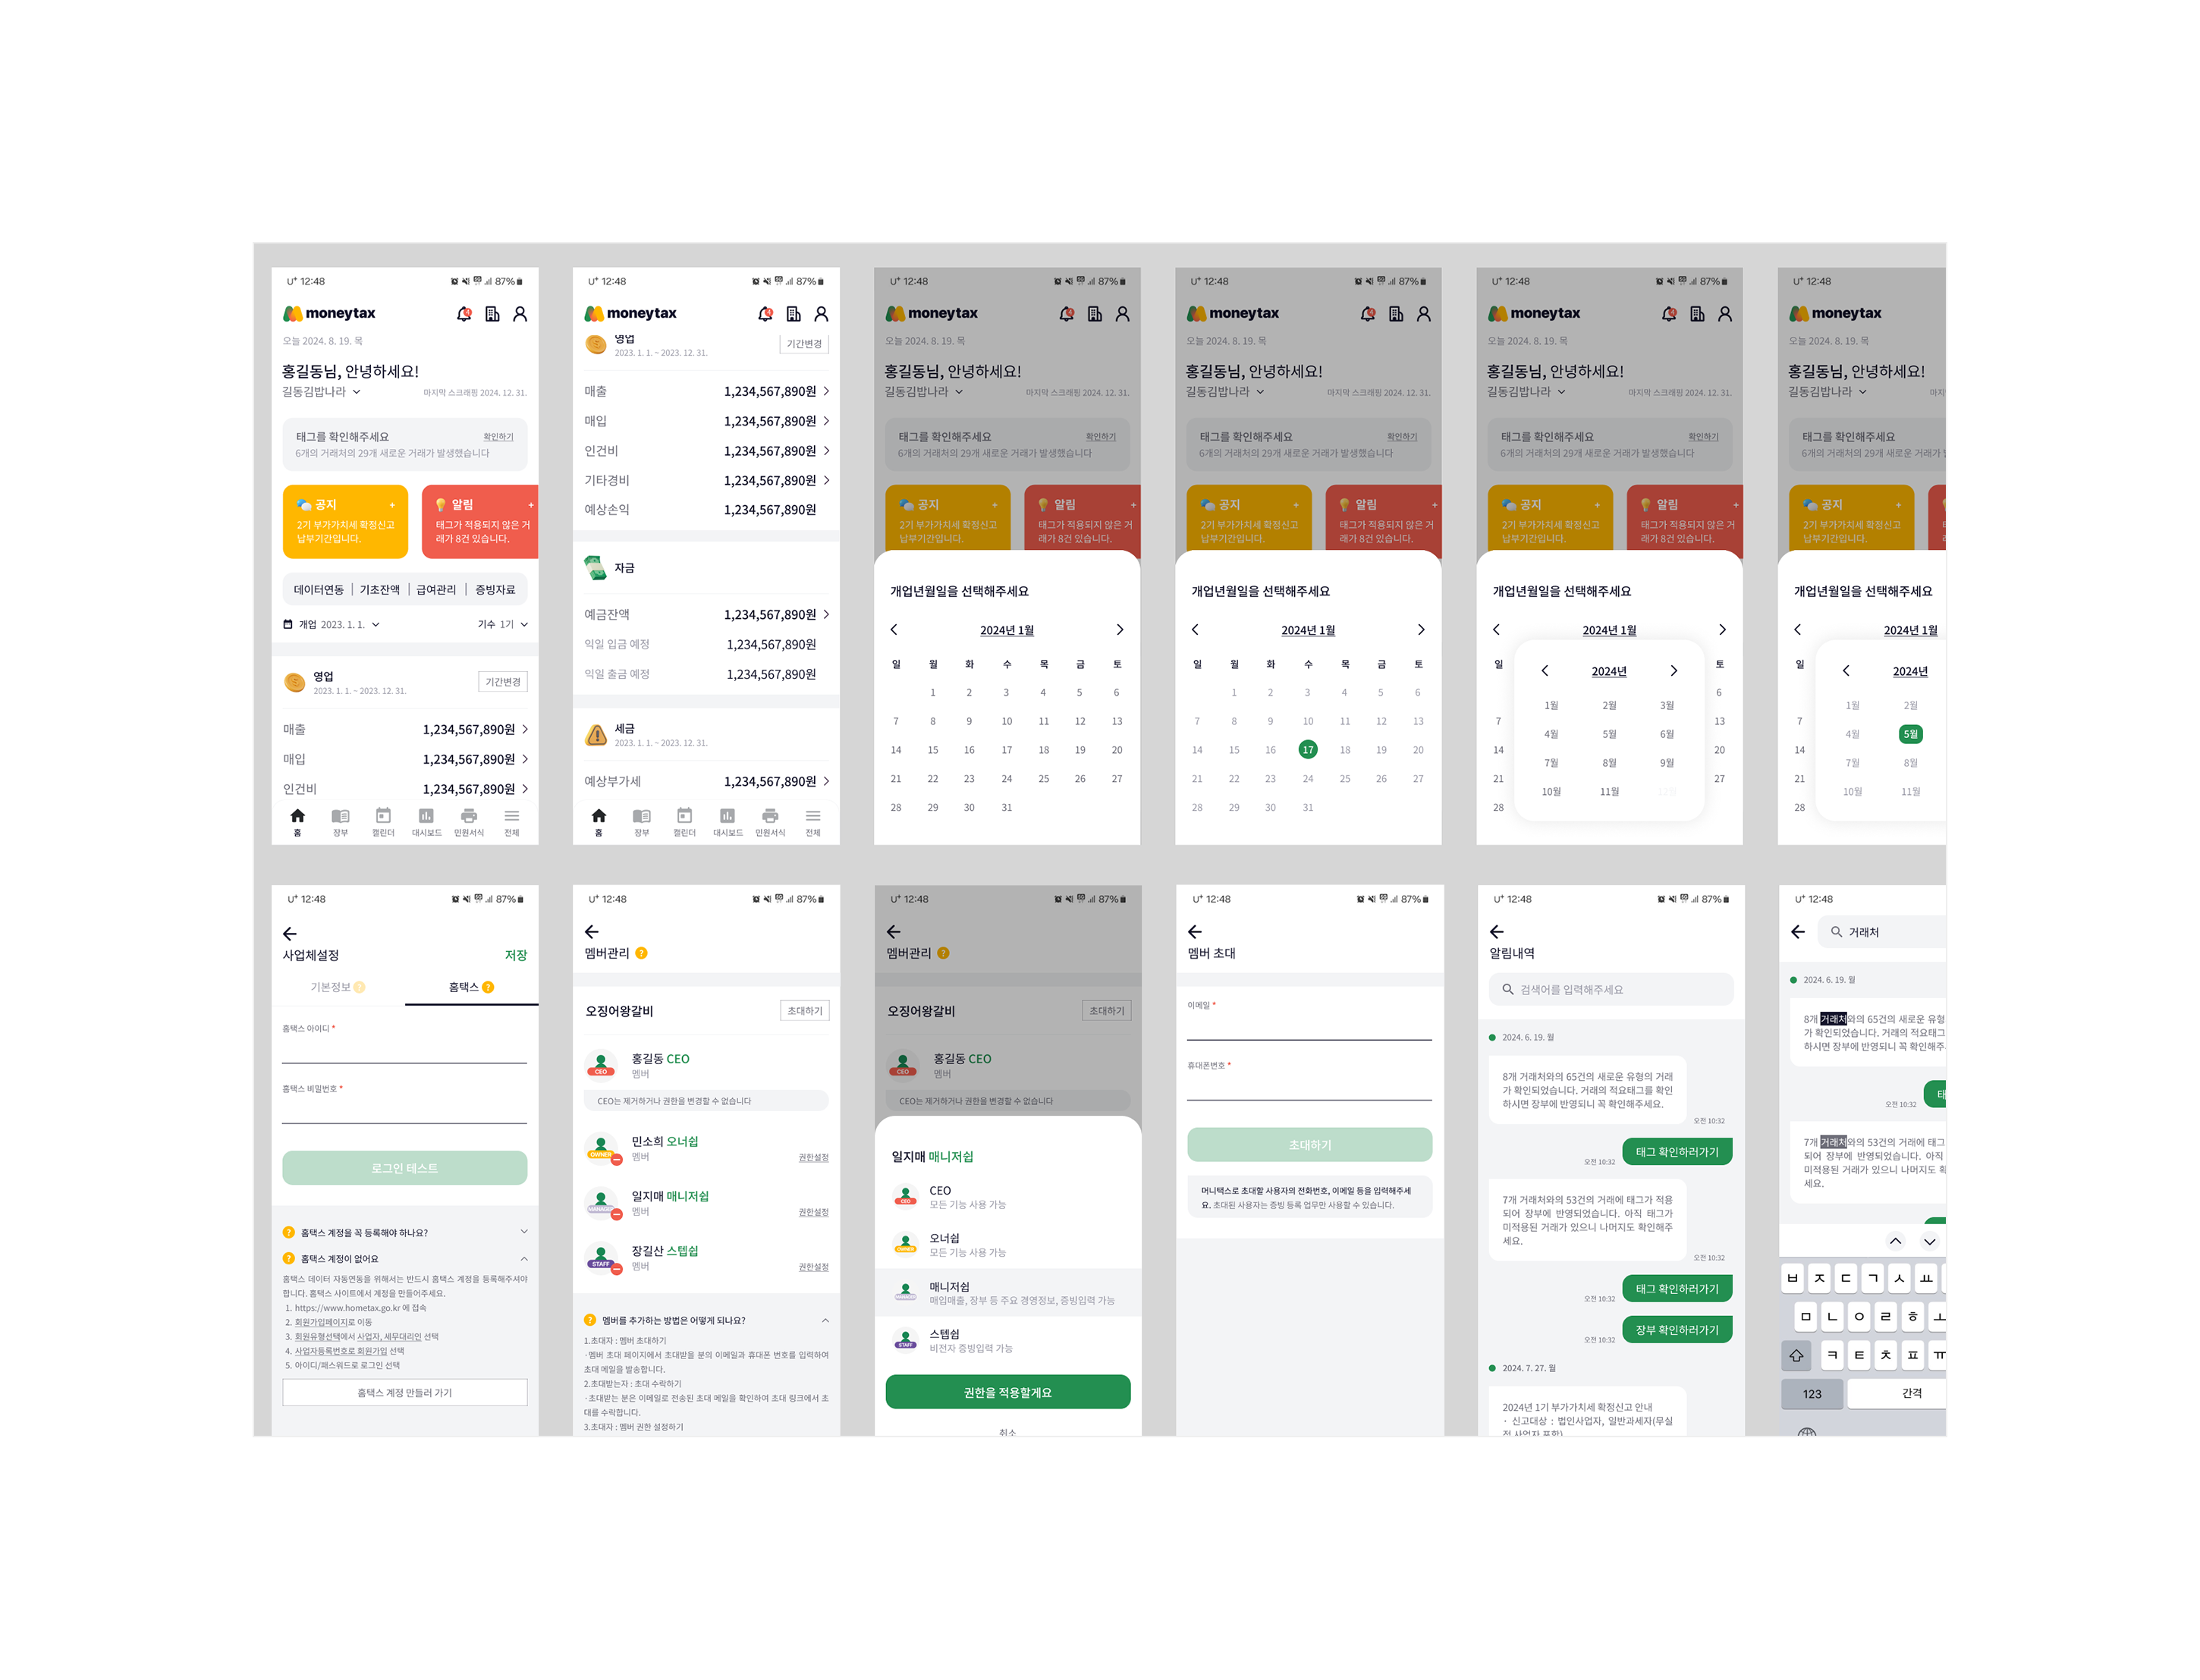 U⁺ 12:48
87%
moneytax
오늘 2024. 8. 19. 목
홍길동님, 안녕하세요!
길동김밥나라
마지막 스크래핑 2024. 12. 31.
태그를 확인해주세요
확인하기
6개의 거래처의 29개 새로운 거래가 발생했습니다
공지 +
2기 부가가치세 확정신고
납부기간입니다.
알림 +
태그가 적용되지 않은 거
래가 8건 있습니다.
데이터연동 | 기초잔액 | 급여관리 | 증빙자료
개업 2023. 1. 1.
기수 1기
영업
2023. 1. 1. ~ 2023. 12. 31.
기간변경
매출 1,234,567,890원
매입 1,234,567,890원
인건비 1,234,567,890원
홈 장부 캘린더 대시보드 민원서식 전체
U⁺ 12:48
87%
moneytax
영업
2023. 1. 1. ~ 2023. 12. 31.
기간변경
매출 1,234,567,890원
매입 1,234,567,890원
인건비 1,234,567,890원
기타경비 1,234,567,890원
예상손익 1,234,567,890원
자금
예금잔액 1,234,567,890원
익일 입금 예정 1,234,567,890원
익일 출금 예정 1,234,567,890원
세금
2023. 1. 1. ~ 2023. 12. 31.
예상부가세 1,234,567,890원
홈 장부 캘린더 대시보드 민원서식 전체
U⁺ 12:48
87%
moneytax
오늘 2024. 8. 19. 목
홍길동님, 안녕하세요!
길동김밥나라
마지막 스크래핑 2024. 12. 31.
태그를 확인해주세요
확인하기
6개의 거래처의 29개 새로운 거래가 발생했습니다
공지 +
2기 부가가치세 확정신고
납부기간입니다.
알림 +
태그가 적용되지 않은 거
래가 8건 있습니다.
개업년월일을 선택해주세요
2024년 1월
일 월 화 수 목 금 토
1 2 3 4 5 6
7 8 9 10 11 12 13
14 15 16 17 18 19 20
21 22 23 24 25 26 27
28 29 30 31
U⁺ 12:48
87%
moneytax
오늘 2024. 8. 19. 목
홍길동님, 안녕하세요!
길동김밥나라
마지막 스크래핑 2024. 12. 31.
태그를 확인해주세요
확인하기
6개의 거래처의 29개 새로운 거래가 발생했습니다
공지 +
2기 부가가치세 확정신고
납부기간입니다.
알림 +
태그가 적용되지 않은 거
래가 8건 있습니다.
개업년월일을 선택해주세요
2024년 1월
일 월 화 수 목 금 토
1 2 3 4 5 6
7 8 9 10 11 12 13
14 15 16 17 18 19 20
21 22 23 24 25 26 27
28 29 30 31
U⁺ 12:48
87%
moneytax
오늘 2024. 8. 19. 목
홍길동님, 안녕하세요!
길동김밥나라
마지막 스크래핑 2024. 12. 31.
태그를 확인해주세요
확인하기
6개의 거래처의 29개 새로운 거래가 발생했습니다
공지 +
2기 부가가치세 확정신고
납부기간입니다.
알림 +
태그가 적용되지 않은 거
래가 8건 있습니다.
개업년월일을 선택해주세요
2024년 1월
일 토
2024년
6
1월 2월 3월
7 13
4월 5월 6월
14 20
7월 8월 9월
21 27
10월 11월 12월
28
U⁺ 12:48
moneytax
오늘 2024. 8. 19. 목
홍길동님, 안녕하세요!
길동김밥나라
마지
태그를 확인해주세요
6개의 거래처의 29개 새로운 거래가 발생했습
공지 +
2기 부가가치세 확정신고
납부기간입니다.
개업년월일을 선택해주세요
2024년 1월
일
2024년
1월 2월
7
4월 5월
14
7월 8월
21
10월 11월
28
U⁺ 12:48
87%
사업체설정
저장
기본정보 ?
홈택스 ?
홈택스 아이디 *
홈택스 비밀번호 *
로그인 테스트
? 홈택스 계정을 꼭 등록해야 하나요?
? 홈택스 계정이 없어요
홈택스 데이터 자동연동을 위해서는 반드시 홈택스 계정을 등록해주셔야
합니다. 홈택스 사이트에서 계정을 만들어주세요.
1. https://www.hometax.go.kr 에 접속
2. 회원가입페이지로 이동
3. 회원유형선택에서 사업자, 세무대리인 선택
4. 사업자등록번호로 회원가입 선택
5. 아이디/패스워드로 로그인 선택
홈택스 계정 만들러 가기
U⁺ 12:48
87%
멤버관리 ?
오징어왕갈비
초대하기
홍길동 CEO
멤버
CEO
CEO는 제거하거나 권한을 변경할 수 없습니다
민소희 오너쉽
멤버
OWNER
권한설정
일지매 매니저쉽
멤버
MANAGER
권한설정
장길산 스텝쉽
멤버
STAFF
권한설정
? 멤버를 추가하는 방법은 어떻게 되나요?
1.초대자 : 멤버 초대하기
·멤버 초대 페이지에서 초대받을 분의 이메일과 휴대폰 번호를 입력하여
초대 메일을 발송합니다.
2.초대받는자 : 초대 수락하기
·초대받는 분은 이메일로 전송된 초대 메일을 확인하여 초대 링크에서 초
대를 수락합니다.
3.초대자 : 멤버 권한 설정하기
U⁺ 12:48
87%
멤버관리 ?
오징어왕갈비
초대하기
홍길동 CEO
멤버
CEO
CEO는 제거하거나 권한을 변경할 수 없습니다
일지매 매니저쉽
CEO
모든 기능 사용 가능
CEO
오너쉽
모든 기능 사용 가능
OWNER
매니저쉽
매입매출, 장부 등 주요 경영정보, 증빙입력 가능
MANAGER
스텝쉽
비전자 증빙입력 가능
STAFF
권한을 적용할게요
취소
U⁺ 12:48
87%
멤버 초대
이메일 *
휴대폰번호 *
초대하기
머니택스로 초대할 사용자의 전화번호, 이메일 등을 입력해주세
요. 초대된 사용자는 증빙 등록 업무만 사용할 수 있습니다.
U⁺ 12:48
87%
알림내역
검색어를 입력해주세요
2024. 6. 19. 월
8개 거래처와의 65건의 새로운 유형의 거래
가 확인되었습니다. 거래의 적요태그를 확인
하시면 장부에 반영되니 꼭 확인해주세요.
오전 10:32
태그 확인하러가기
오전 10:32
7개 거래처와의 53건의 거래에 태그가 적용
되어 장부에 반영되었습니다. 아직 태그가
미적용된 거래가 있으니 나머지도 확인해주
세요.
오전 10:32
태그 확인하러가기
오전 10:32
장부 확인하러가기
오전 10:32
2024. 7. 27. 월
2024년 1기 부가가치세 확정신고 안내
· 신고대상 : 법인사업자, 일반과세자(무실
적 사업자 포함)
U⁺ 12:48
거래처
2024. 6. 19. 월
8개 거래처와의 65건의 새로운 유형
가 확인되었습니다. 거래의 적요태그
하시면 장부에 반영되니 꼭 확인해주
오전 10:32
태
7개 거래처와의 53건의 거래에 태그
되어 장부에 반영되었습니다. 아직
미적용된 거래가 있으니 나머지도 확
세요.
ㅂ ㅈ ㄷ ㄱ ㅅ ㅛ
ㅁ ㄴ ㅇ ㄹ ㅎ ㅗ
ㅋ ㅌ ㅊ ㅍ ㅠ
123 간격